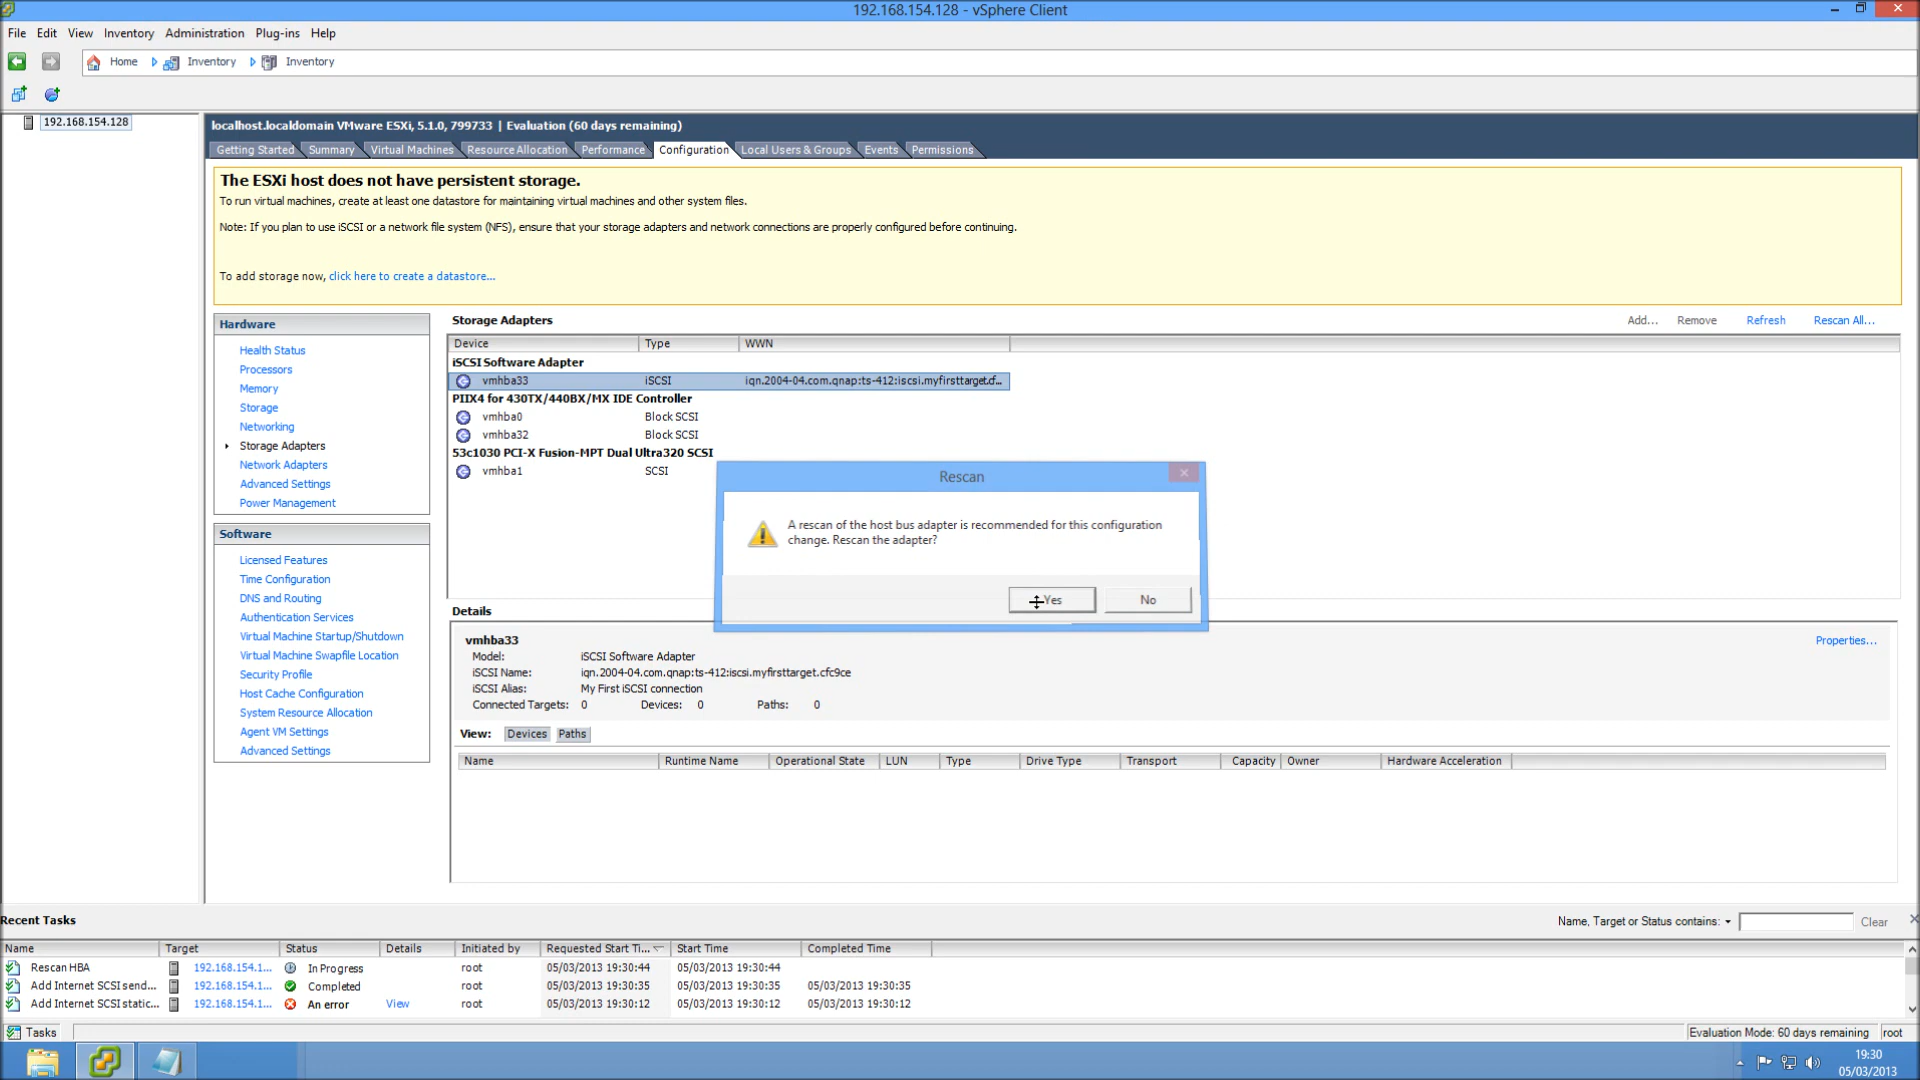 192.168.154.128 - vSphere Client
File Edit View Inventory Administration Plug-ins Help
Home Inventory Inventory
192.168.154.128
localhost.localdomain VMware ESXi, 5.1.0, 799733 | Evaluation (60 days remaining)
Getting Started Summary Virtual Machines Resource Allocation Performance Configuration Local Users & Groups Events Permissions
The ESXi host does not have persistent storage.
To run virtual machines, create at least one datastore for maintaining virtual machines and other system files.
Note: If you plan to use iSCSI or a network file system (NFS), ensure that your storage adapters and network connections are properly configured before continuing.
To add storage now, click here to create a datastore...
Hardware
Health Status
Processors
Memory
Storage
Networking
Storage Adapters
Network Adapters
Advanced Settings
Power Management
Software
Licensed Features
Time Configuration
DNS and Routing
Authentication Services
Virtual Machine Startup/Shutdown
Virtual Machine Swapfile Location
Security Profile
Host Cache Configuration
System Resource Allocation
Agent VM Settings
Advanced Settings
Storage Adapters Add... Remove Refresh Rescan All...
Device Type WWN
iSCSI Software Adapter
vmhba33 iSCSI iqn.2004-04.com.qnap:ts-412:iscsi.myfirsttarget.cf...
PIIX4 for 430TX/440BX/MX IDE Controller
vmhba0 Block SCSI
vmhba32 Block SCSI
53c1030 PCI-X Fusion-MPT Dual Ultra320 SCSI
vmhba1 SCSI
Rescan
A rescan of the host bus adapter is recommended for this configuration
change. Rescan the adapter?
Yes No
Details
vmhba33 Properties...
Model: iSCSI Software Adapter
iSCSI Name: iqn.2004-04.com.qnap:ts-412:iscsi.myfirsttarget.cfc9ce
iSCSI Alias: My First iSCSI connection
Connected Targets: 0 Devices: 0 Paths: 0
View: Devices Paths
Name Runtime Name Operational State LUN Type Drive Type Transport Capacity Owner Hardware Acceleration
Recent Tasks Name, Target or Status contains: Clear
Name Target Status Details Initiated by Requested Start Ti... Start Time Completed Time
Rescan HBA 192.168.154.1... In Progress root 05/03/2013 19:30:44 05/03/2013 19:30:44
Add Internet SCSI send... 192.168.154.1... Completed root 05/03/2013 19:30:35 05/03/2013 19:30:35 05/03/2013 19:30:35
Add Internet SCSI static... 192.168.154.1... An error View root 05/03/2013 19:30:12 05/03/2013 19:30:12 05/03/2013 19:30:12
Tasks Evaluation Mode: 60 days remaining root
19:30
05/03/2013